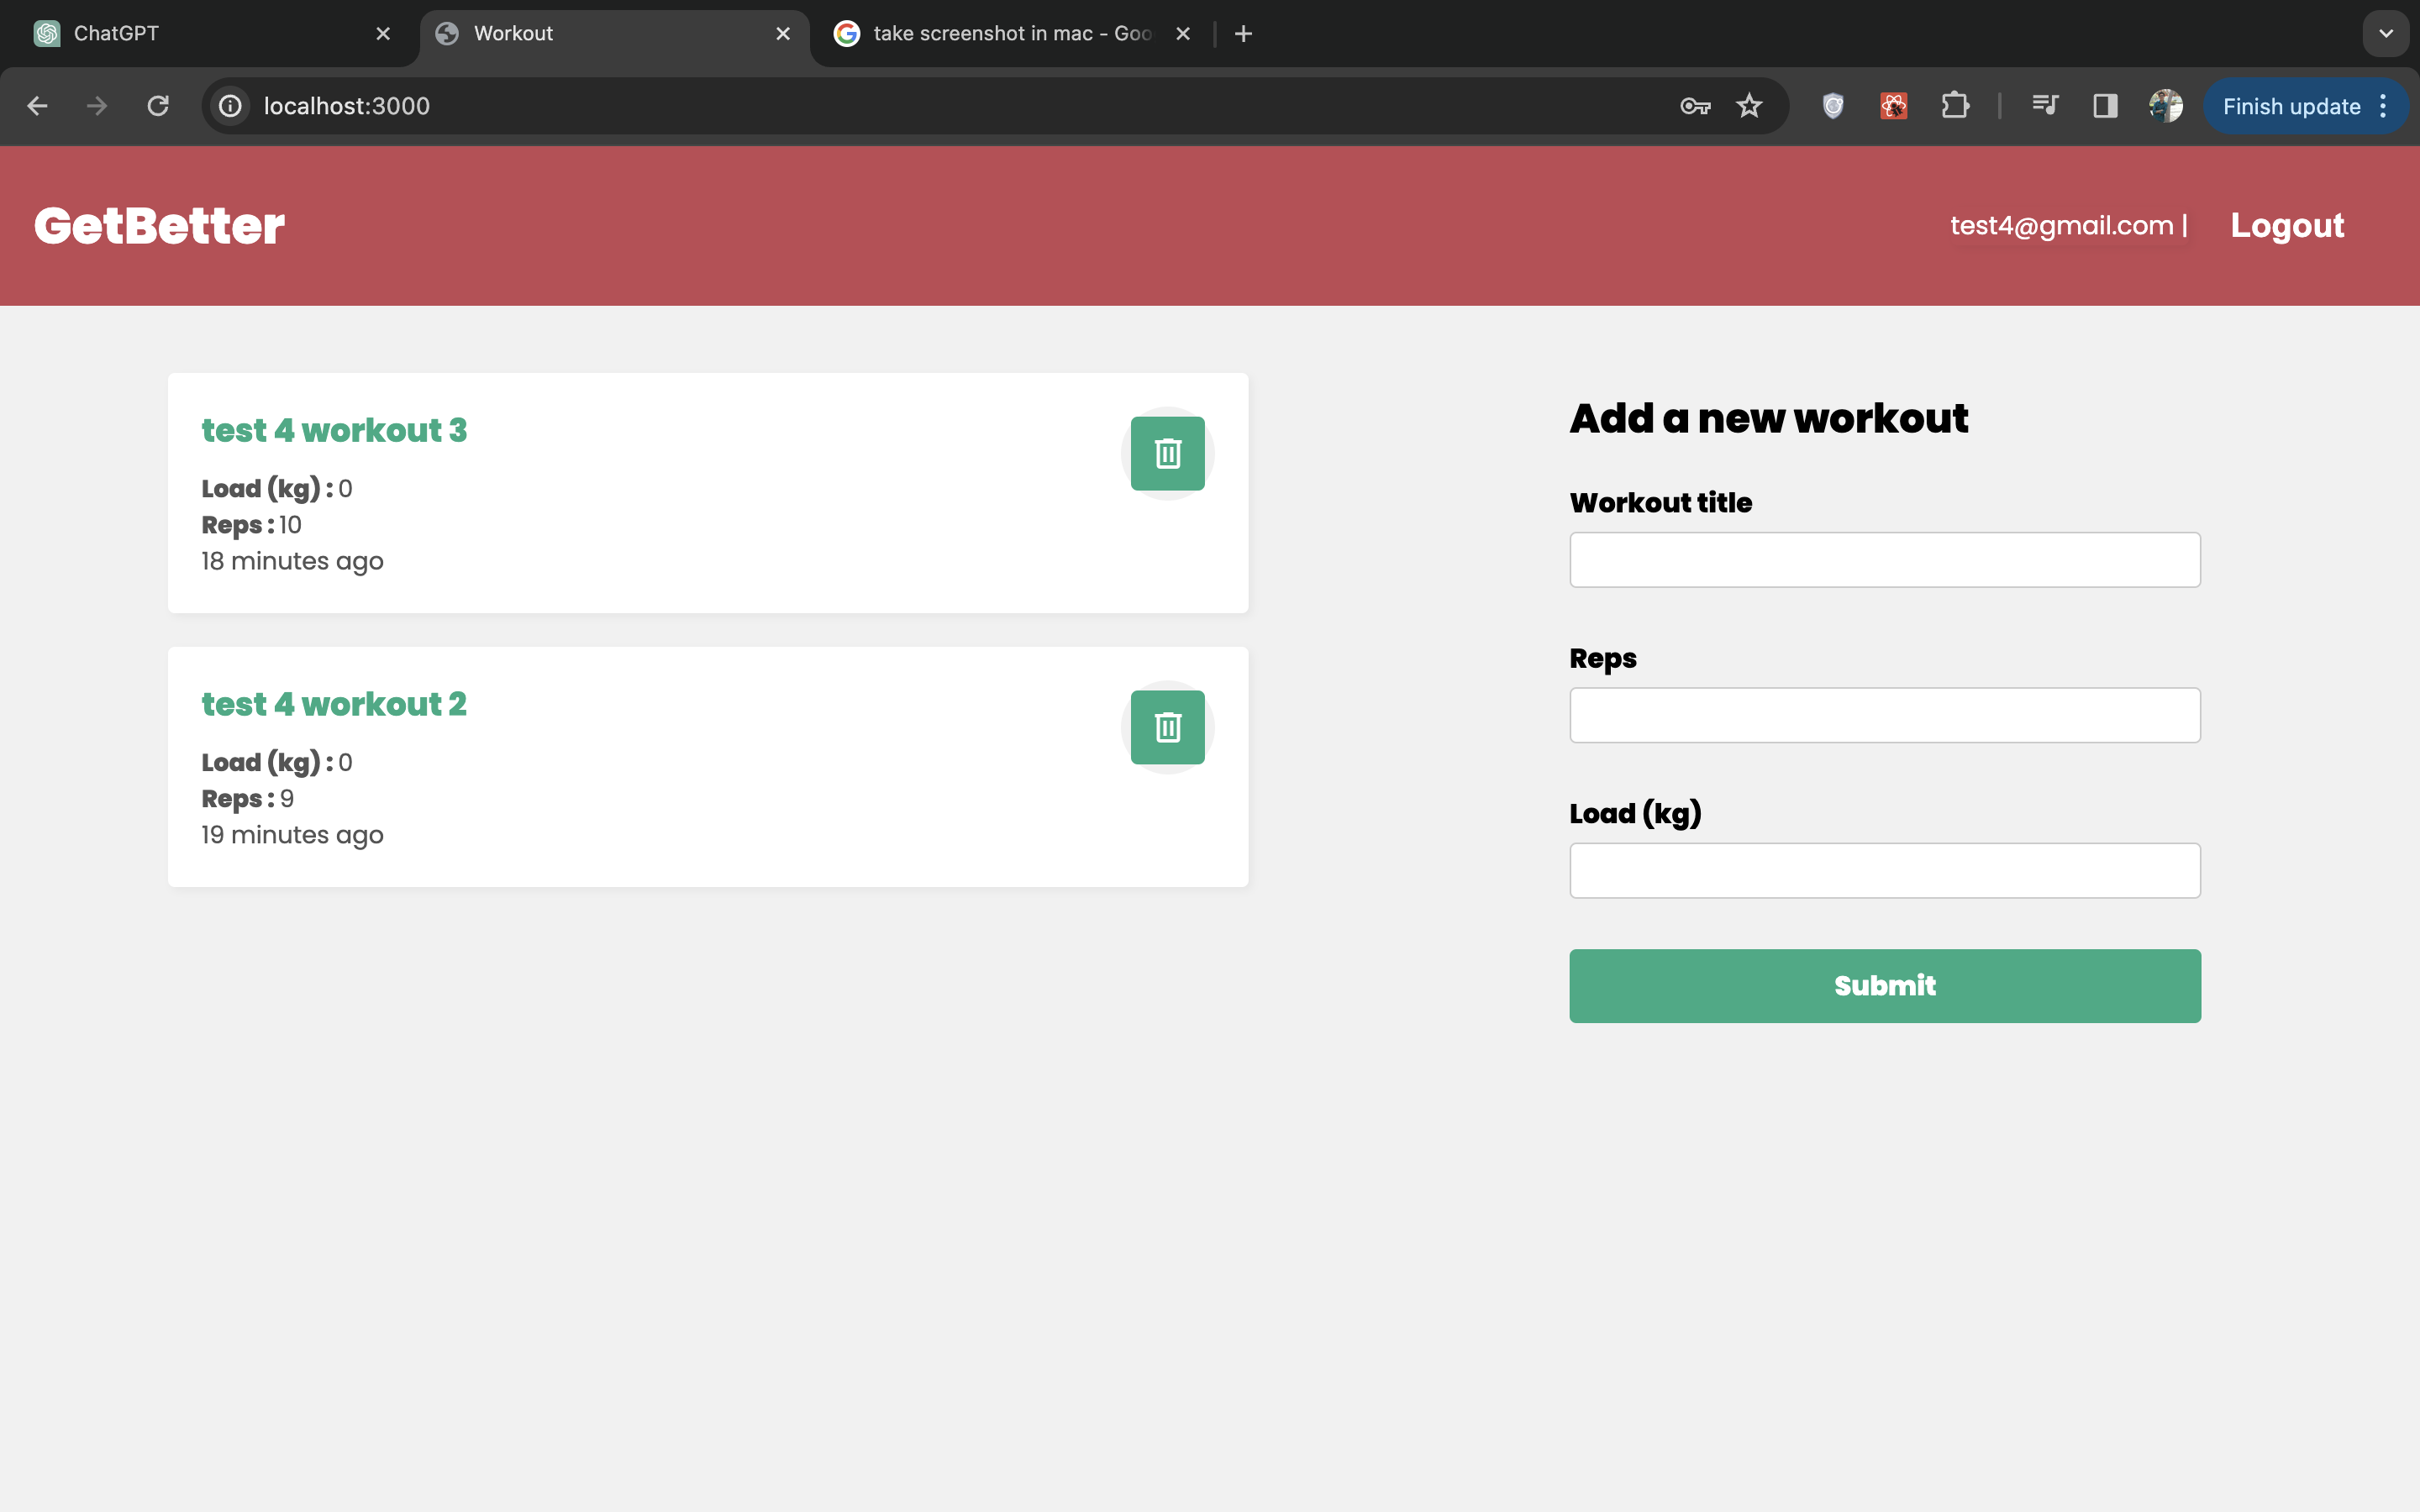 ChatGPT
Workout
take screenshot in mac - Goo
localhost:3000
Finish update
GetBetter
test4@gmail.com |
Logout
test 4 workout 3
Load (kg) : 0
Reps : 10
18 minutes ago
test 4 workout 2
Load (kg) : 0
Reps : 9
19 minutes ago
Add a new workout
Workout title
Reps
Load (kg)
Submit